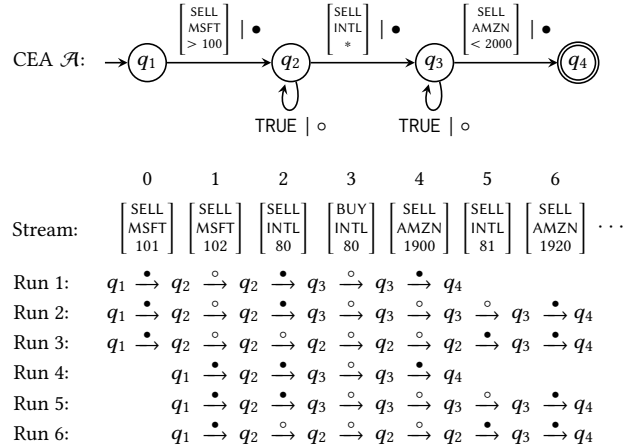 SELL SELL SELL
MSFT | ● INTL | ● AMZN | ●
> 100 * < 2000
CEA 𝒜: q1 q2 q3 q4
TRUE | ○ TRUE | ○
0 1 2 3 4 5 6
SELL SELL SELL BUY SELL SELL SELL
Stream: MSFT MSFT INTL INTL AMZN INTL AMZN ···
101 102 80 80 1900 81 1920
Run 1: q1 •→ q2 ○→ q2 •→ q3 ○→ q3 •→ q4
Run 2: q1 •→ q2 ○→ q2 •→ q3 ○→ q3 ○→ q3 ○→ q3 •→ q4
Run 3: q1 •→ q2 ○→ q2 ○→ q2 ○→ q2 ○→ q2 •→ q3 •→ q4
Run 4: q1 •→ q2 •→ q3 ○→ q3 •→ q4
Run 5: q1 •→ q2 •→ q3 ○→ q3 ○→ q3 ○→ q3 •→ q4
Run 6: q1 •→ q2 ○→ q2 ○→ q2 ○→ q2 •→ q3 •→ q4